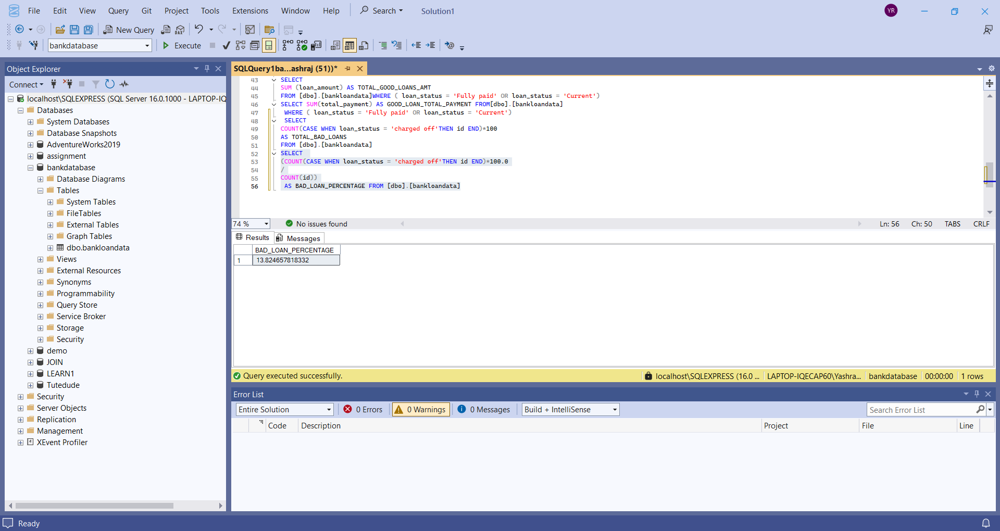 File Edit View Query Git Project Tools Extensions Window Help Search Solution1 YR
New Query DAX
bankdatabase Execute
Object Explorer
Connect
localhost\SQLEXPRESS (SQL Server 16.0.1000 - LAPTOP-IQ
Databases
System Databases
Database Snapshots
AdventureWorks2019
assignment
bankdatabase
Database Diagrams
Tables
System Tables
FileTables
External Tables
Graph Tables
dbo.bankloandata
Views
External Resources
Synonyms
Programmability
Query Store
Service Broker
Storage
Security
demo
JOIN
LEARN1
Tutedude
Security
Server Objects
Replication
Management
XEvent Profiler
SQLQuery1ba...ashraj (51))*
43 SELECT
44 SUM (loan_amount) AS TOTAL_GOOD_LOANS_AMT
45 FROM [dbo].[bankloandata]WHERE ( loan_status = 'Fully paid' OR loan_status = 'Current')
46 SELECT SUM(total_payment) AS GOOD_LOAN_TOTAL_PAYMENT FROM[dbo].[bankloandata]
47 WHERE ( loan_status = 'Fully paid' OR loan_status = 'Current')
48 SELECT
49 COUNT(CASE WHEN loan_status = 'charged off'THEN id END)*100
50 AS TOTAL_BAD_LOANS
51 FROM [dbo].[bankloandata]
52 SELECT
53 (COUNT(CASE WHEN loan_status = 'charged off'THEN id END)*100.0
54 /
55 COUNT(id))
56 AS BAD_LOAN_PERCENTAGE FROM [dbo].[bankloandata]
74 % No issues found Ln: 56 Ch: 50 TABS CRLF
Results Messages
BAD_LOAN_PERCENTAGE
1 13.824657818332
Query executed successfully. localhost\SQLEXPRESS (16.0 ... LAPTOP-IQECAP60\Yashra... bankdatabase 00:00:00 1 rows
Error List
Entire Solution 0 Errors 0 Warnings 0 Messages Build + IntelliSense Search Error List
Code Description Project File Line
Ready